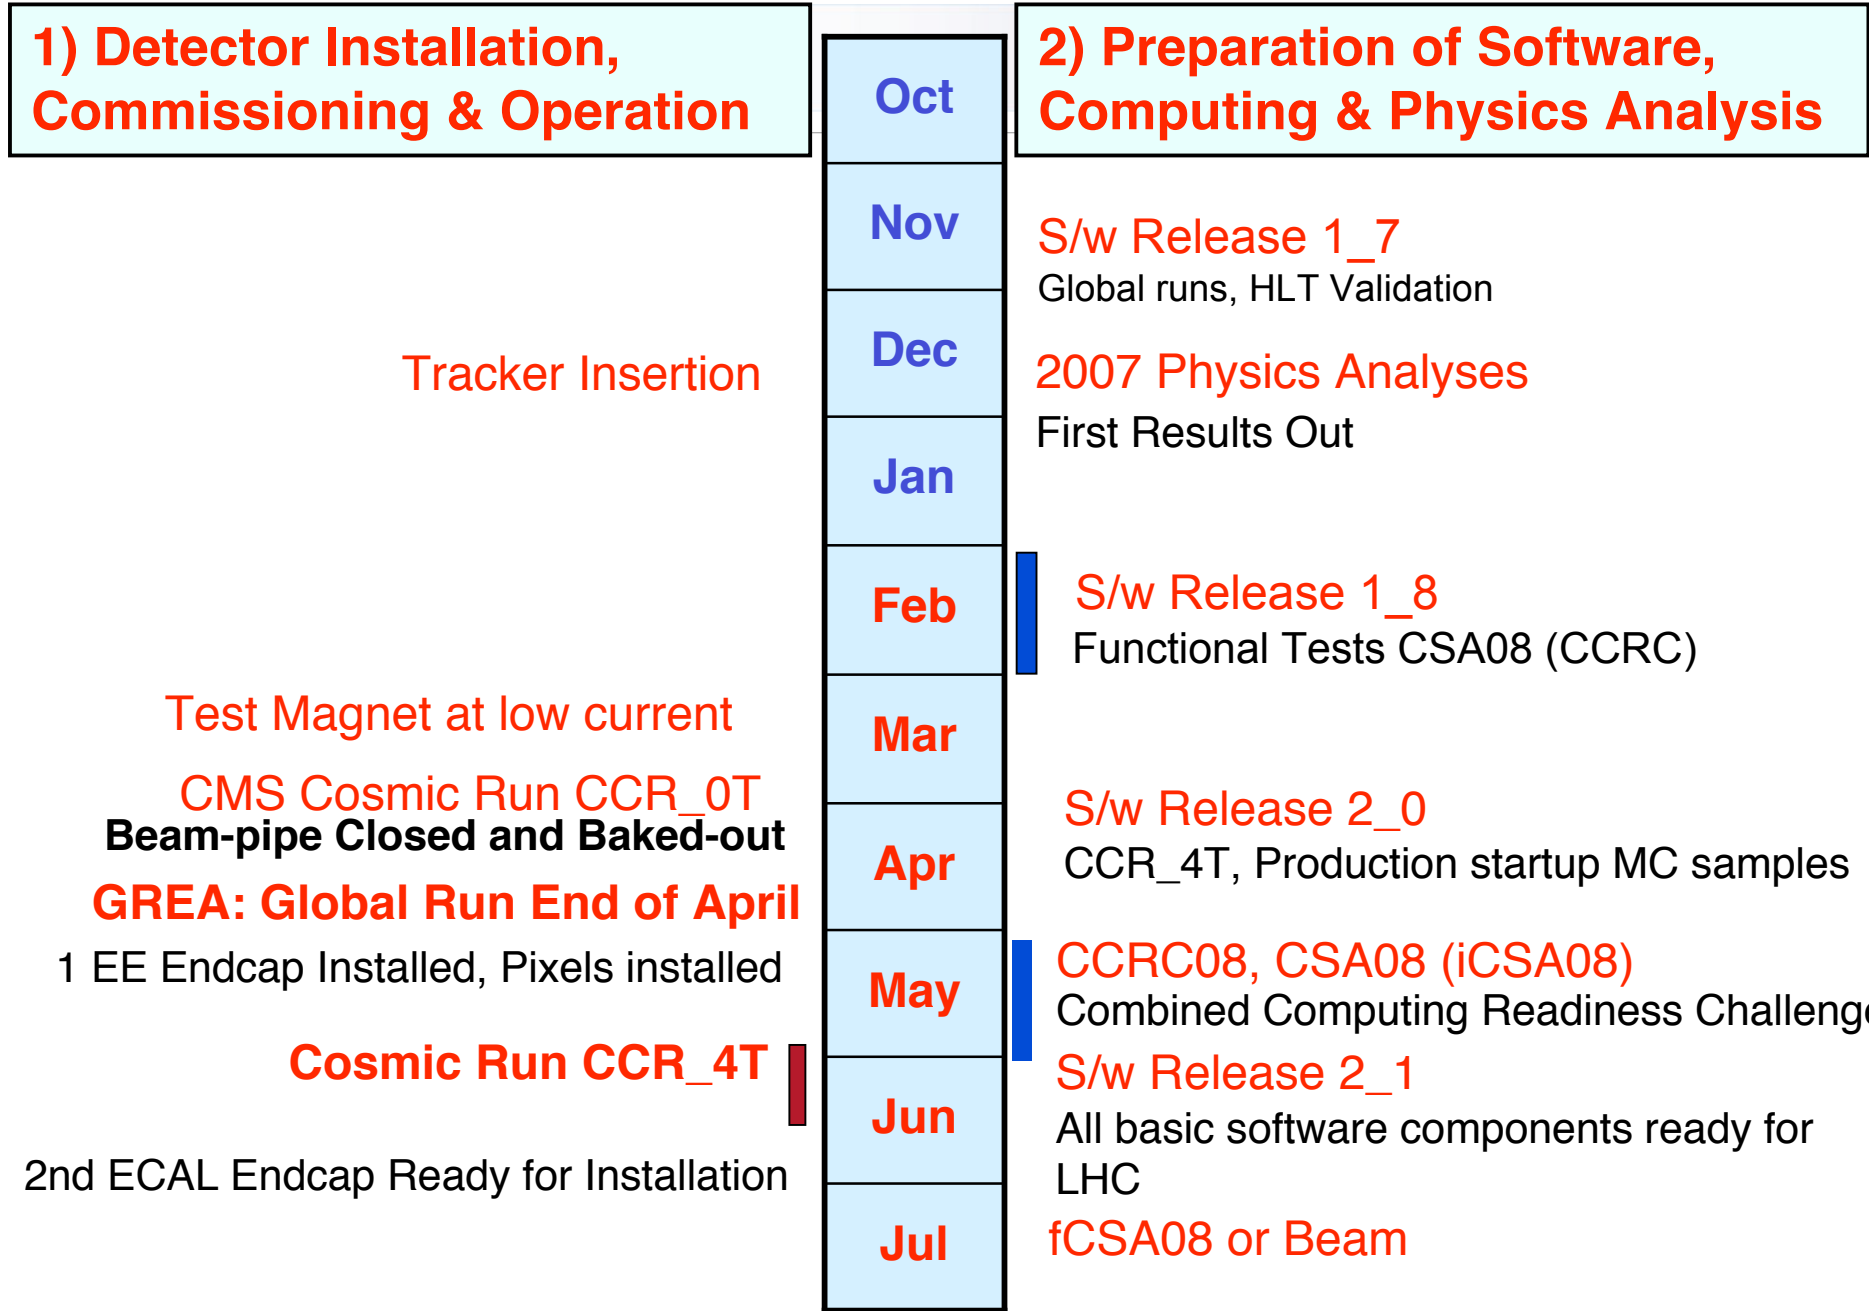 1) Detector Installation,
Commissioning & Operation
Tracker Insertion
Test Magnet at low current
CMS Cosmic Run CCR_0T
Beam-pipe Closed and Baked-out
GREA: Global Run End of April
1 EE Endcap Installed, Pixels installed
Cosmic Run CCR_4T
2nd ECAL Endcap Ready for Installation
Oct
Nov
Dec
Jan
Feb
Mar
Apr
May
Jun
Jul
2) Preparation of Software,
Computing & Physics Analysis
S/w Release 1_7
Global runs, HLT Validation
2007 Physics Analyses
First Results Out
S/w Release 1_8
Functional Tests CSA08 (CCRC)
S/w Release 2_0
CCR_4T, Production startup MC samples
CCRC08, CSA08 (iCSA08)
Combined Computing Readiness Challenge
S/w Release 2_1
All basic software components ready for
LHC
fCSA08 or Beam